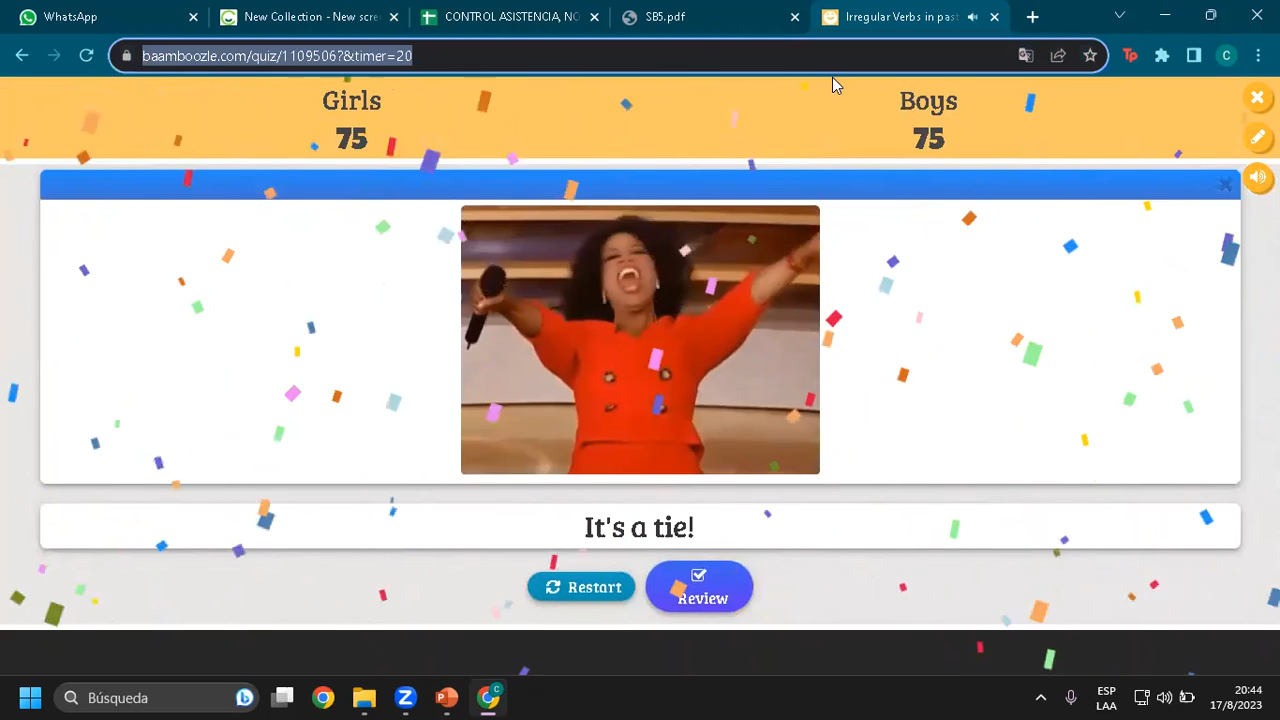 WhatsApp
New Collection - New scre
CONTROL ASISTENCIA, NO
SB5.pdf
Irregular Verbs in past
baamboozle.com/quiz/1109506?&timer=20
Girls
75
Boys
75
It's a tie!
Restart
Review
Búsqueda
ESP
LAA
20:44
17/8/2023